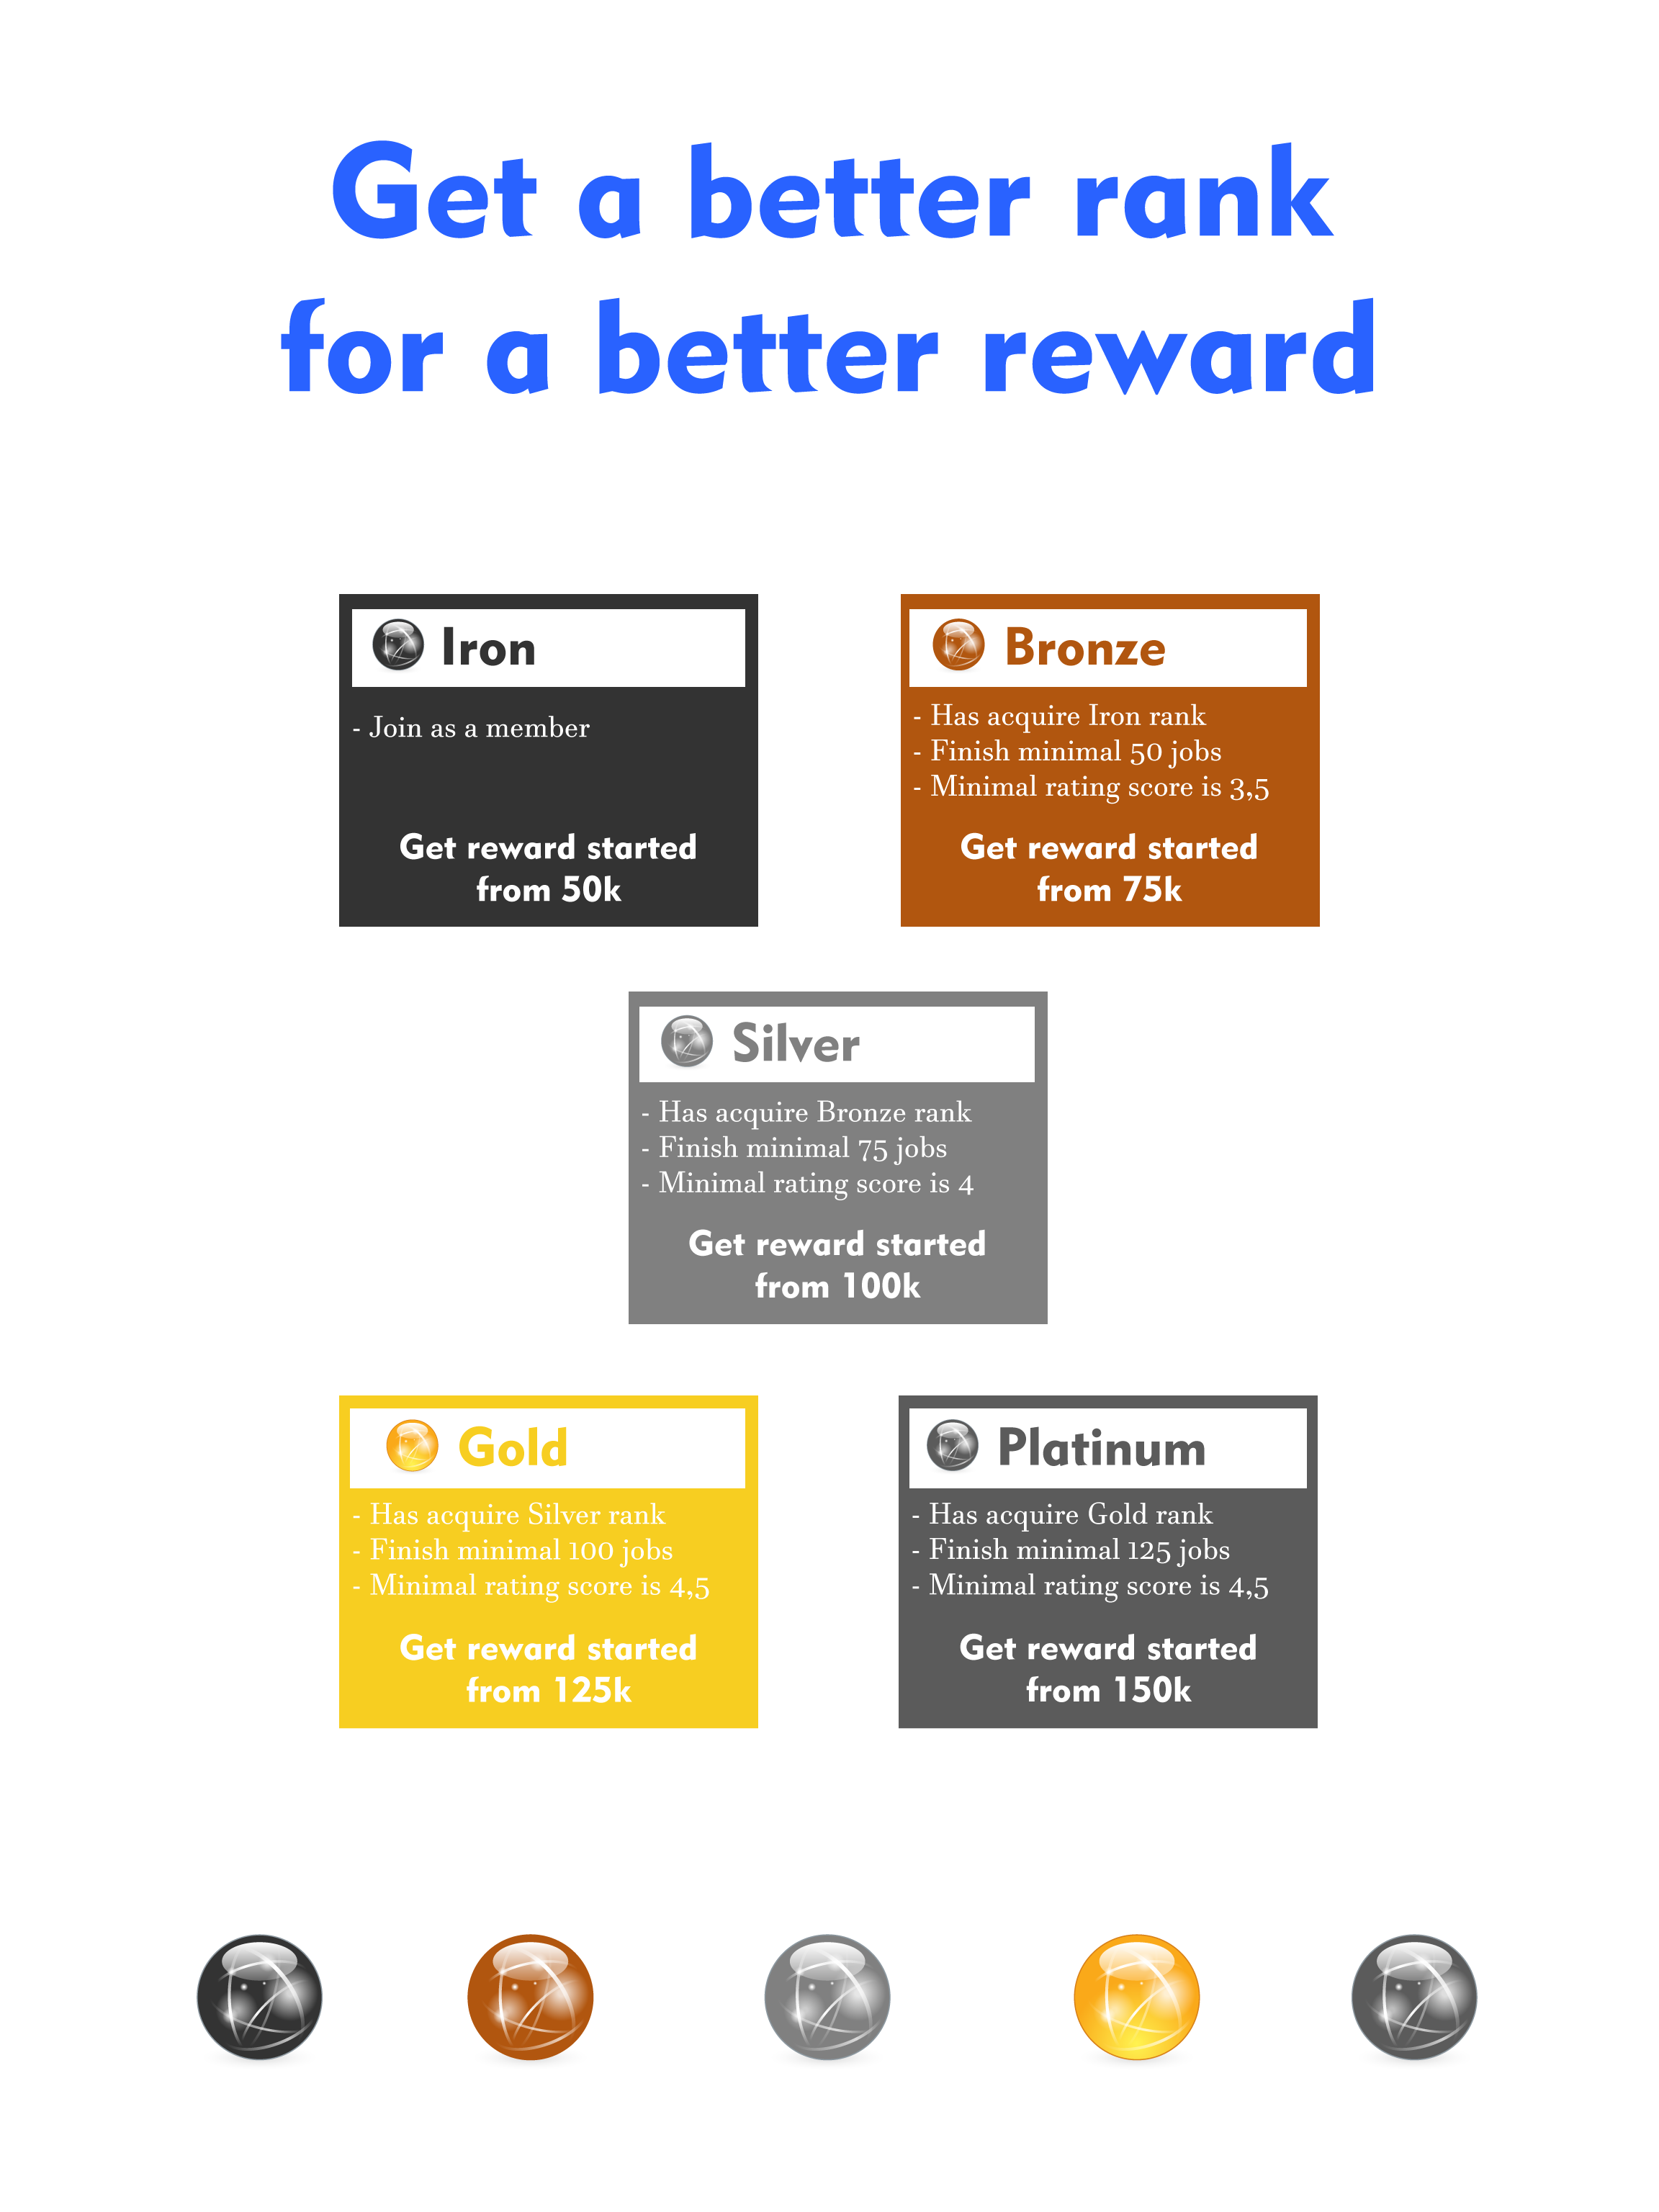 Get a better rank
for a better reward
Iron
- Join as a member
Get reward started
from 50k
Bronze
- Has acquire Iron rank
- Finish minimal 50 jobs
- Minimal rating score is 3,5
Get reward started
from 75k
Silver
- Has acquire Bronze rank
- Finish minimal 75 jobs
- Minimal rating score is 4
Get reward started
from 100k
Gold
- Has acquire Silver rank
- Finish minimal 100 jobs
- Minimal rating score is 4,5
Get reward started
from 125k
Platinum
- Has acquire Gold rank
- Finish minimal 125 jobs
- Minimal rating score is 4,5
Get reward started
from 150k